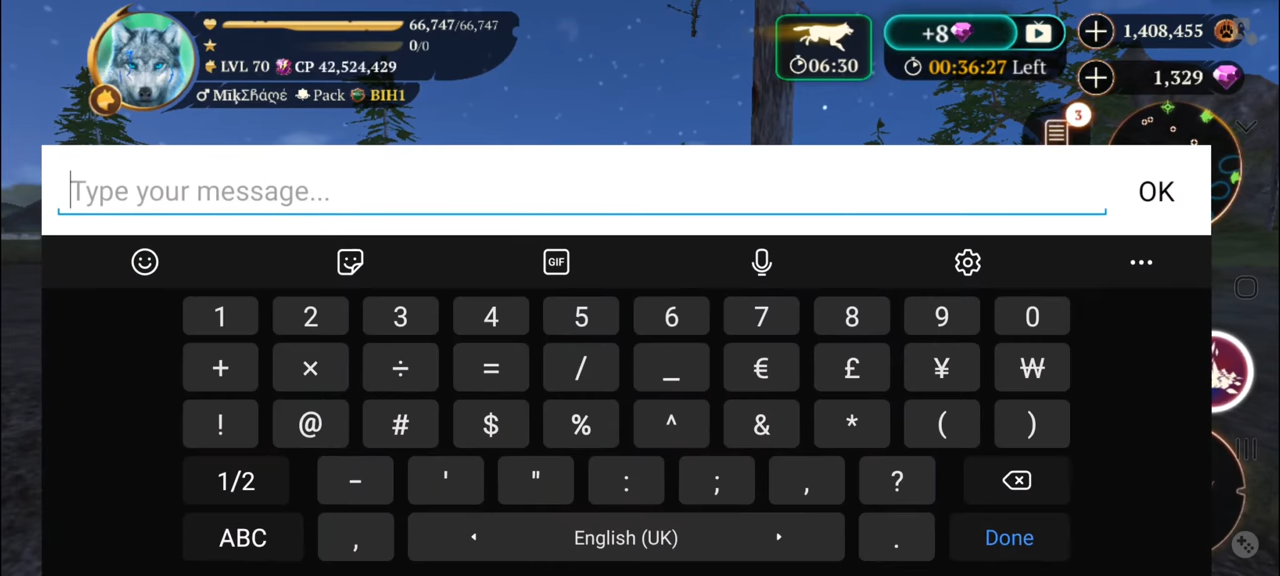 66,747/66,747
0/0
LVL 70 CP 42,524,429
♂ MīķΣɦáɠé Pack BIH1
06:30
+8
00:36:27 Left
1,408,455
1,329
3
Type your message...
OK
GIF
1 2 3 4 5 6 7 8 9 0
+ × ÷ = / _ € £ ¥ ₩
! @ # $ % ^ & * ( )
1/2 - ' " : ; , ?
ABC , English (UK) . Done